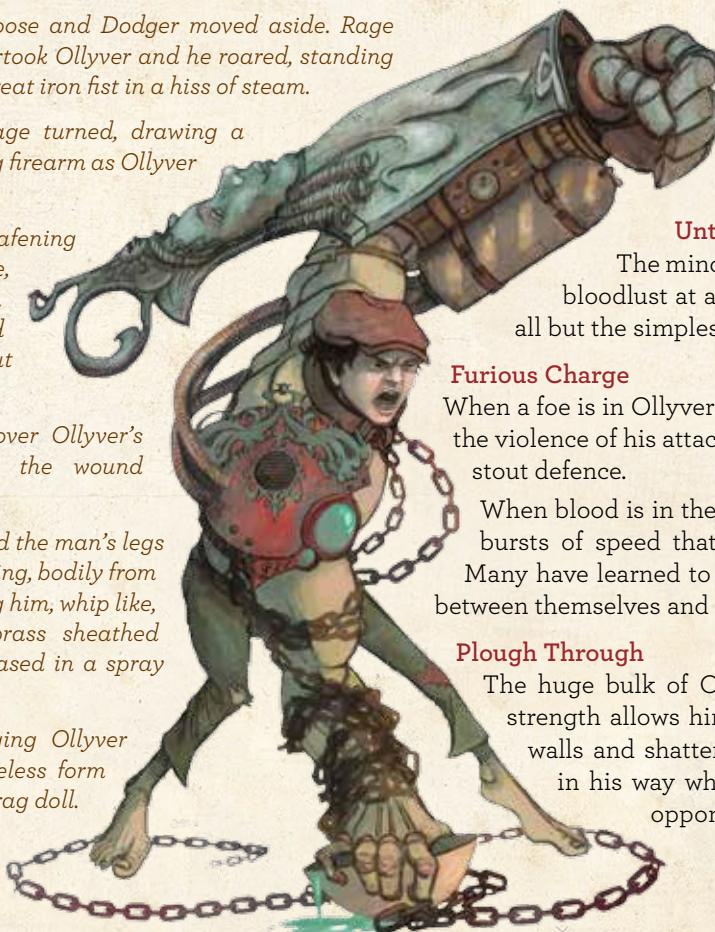 oose and Dodger moved aside. Rage
rtook Ollyver and he roared, standing
reat iron fist in a hiss of steam.
age turned, drawing a
g firearm as Ollyver
afening
e,
d
ut
over Ollyver's
the wound
d the man's legs
ing, bodily from
g him, whip like,
brass sheathed
ased in a spray
ging Ollyver
eless form
rag doll.
Unt
The mind
bloodlust at a
all but the simples
Furious Charge
When a foe is in Ollyver
the violence of his attac
stout defence.
When blood is in the
bursts of speed that
Many have learned to
between themselves and
Plough Through
The huge bulk of O
strength allows hi
walls and shatter
in his way wh
oppor